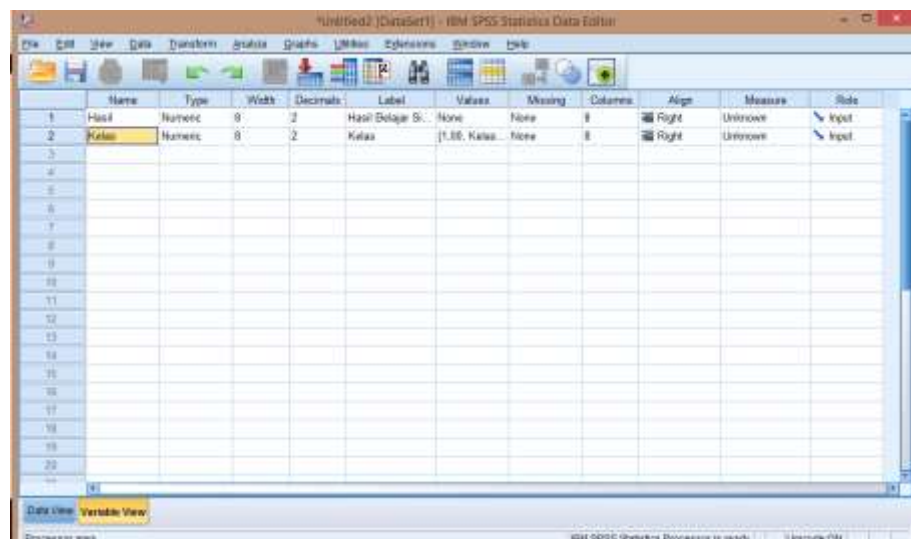 *Untitled2 [DataSet1] - IBM SPSS Statistics Data Editor
File Edit View Data Transform Analyze Graphs Utilities Extensions Window Help
Name Type Width Decimals Label Values Missing Columns Align Measure Role
1 Hasil Numeric 8 2 Hasil Belajar Si... None None 8 Right Unknown Input
2 Kelas Numeric 8 2 Kelas {1.00, Kelas... None 8 Right Unknown Input
3
4
5
6
7
8
9
10
11
12
13
14
15
16
17
18
19
20
Data View Variable View
IBM SPSS Statistics Processor is ready Unicode:ON